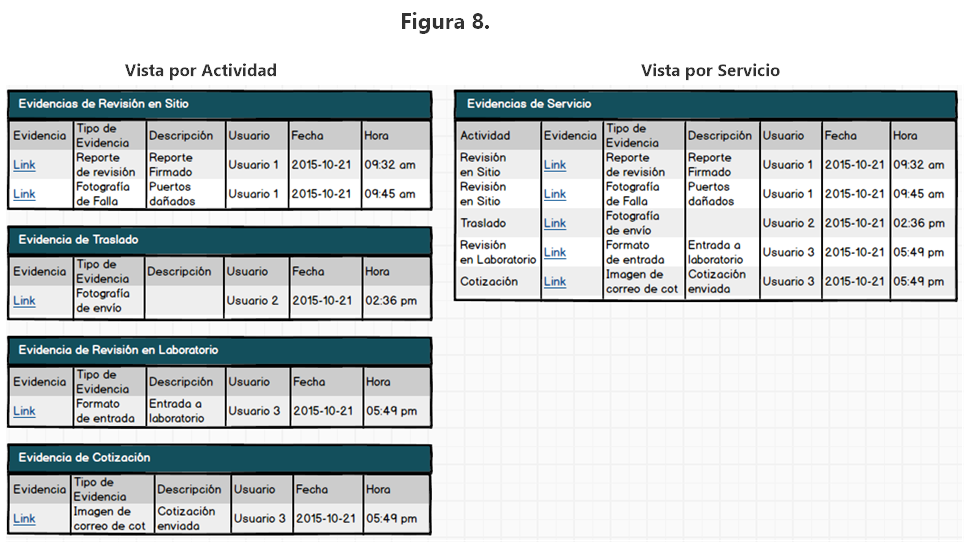 Figura 8.
Vista por Actividad
Evidencias de Revisión en Sitio
Evidencia Tipo de Evidencia Descripción Usuario Fecha Hora
Link Reporte de revisión Reporte Firmado Usuario 1 2015-10-21 09:32 am
Link Fotografía de Falla Puertos dañados Usuario 1 2015-10-21 09:45 am
Evidencia de Traslado
Evidencia Tipo de Evidencia Descripción Usuario Fecha Hora
Link Fotografía de envío Usuario 2 2015-10-21 02:36 pm
Evidencia de Revisión en Laboratorio
Evidencia Tipo de Evidencia Descripción Usuario Fecha Hora
Link Formato de entrada Entrada a laboratorio Usuario 3 2015-10-21 05:49 pm
Evidencia de Cotización
Evidencia Tipo de Evidencia Descripción Usuario Fecha Hora
Link Imagen de correo de cot Cotización enviada Usuario 3 2015-10-21 05:49 pm
Vista por Servicio
Evidencias de Servicio
Actividad Evidencia Tipo de Evidencia Descripción Usuario Fecha Hora
Revisión en Sitio Link Reporte de revisión Reporte Firmado Usuario 1 2015-10-21 09:32 am
Revisión en Sitio Link Fotografía de Falla Puertos dañados Usuario 1 2015-10-21 09:45 am
Traslado Link Fotografía de envío Usuario 2 2015-10-21 02:36 pm
Revisión en Laboratorio Link Formato de entrada Entrada a laboratorio Usuario 3 2015-10-21 05:49 pm
Cotización Link Imagen de correo de cot Cotización enviada Usuario 3 2015-10-21 05:49 pm